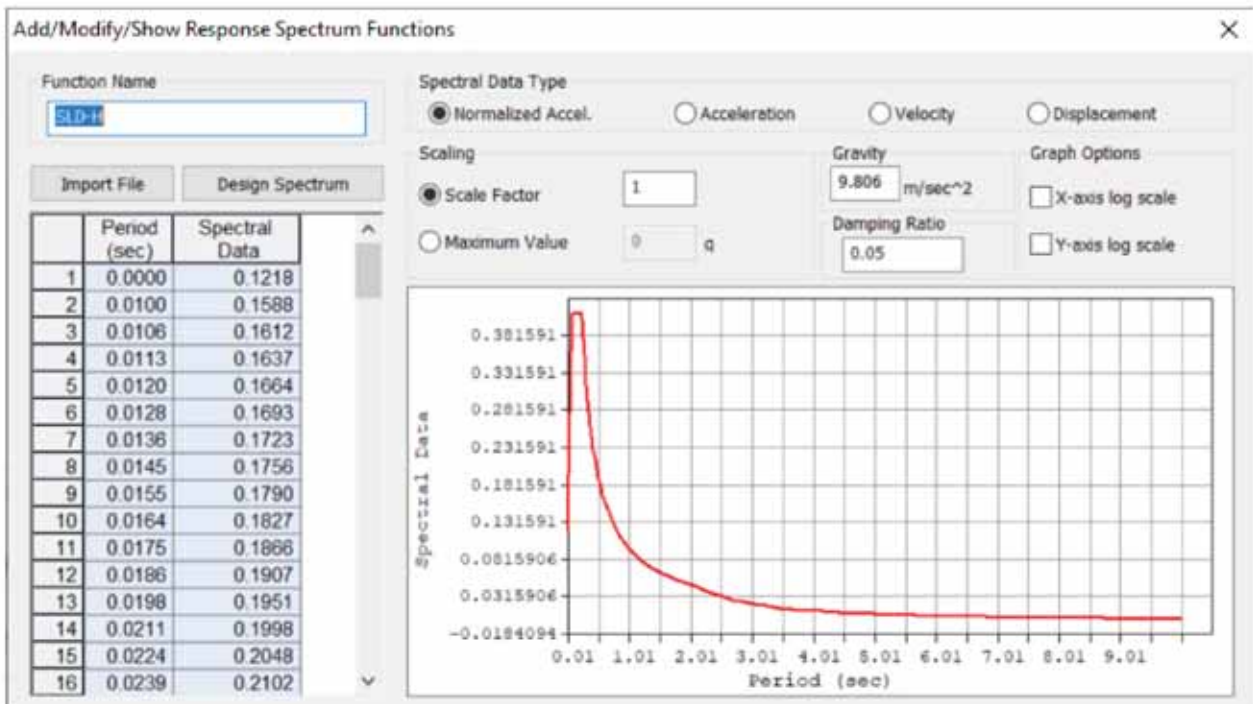 Add/Modify/Show Response Spectrum Functions
Function Name
SLD-H
Import File Design Spectrum
Period (sec) Spectral Data
1 0.0000 0.1218
2 0.0100 0.1588
3 0.0106 0.1612
4 0.0113 0.1637
5 0.0120 0.1664
6 0.0128 0.1693
7 0.0136 0.1723
8 0.0145 0.1756
9 0.0155 0.1790
10 0.0164 0.1827
11 0.0175 0.1866
12 0.0186 0.1907
13 0.0198 0.1951
14 0.0211 0.1998
15 0.0224 0.2048
16 0.0239 0.2102
Spectral Data Type
Normalized Accel. Acceleration Velocity Displacement
Scaling
Scale Factor 1
Maximum Value 0 g
Gravity
9.806 m/sec^2
Damping Ratio
0.05
Graph Options
X-axis log scale
Y-axis log scale
Spectral Data
0.381591
0.331591
0.281591
0.231591
0.181591
0.131591
0.0815906
0.0315906
-0.0184094
0.01 1.01 2.01 3.01 4.01 5.01 6.01 7.01 8.01 9.01
Period (sec)